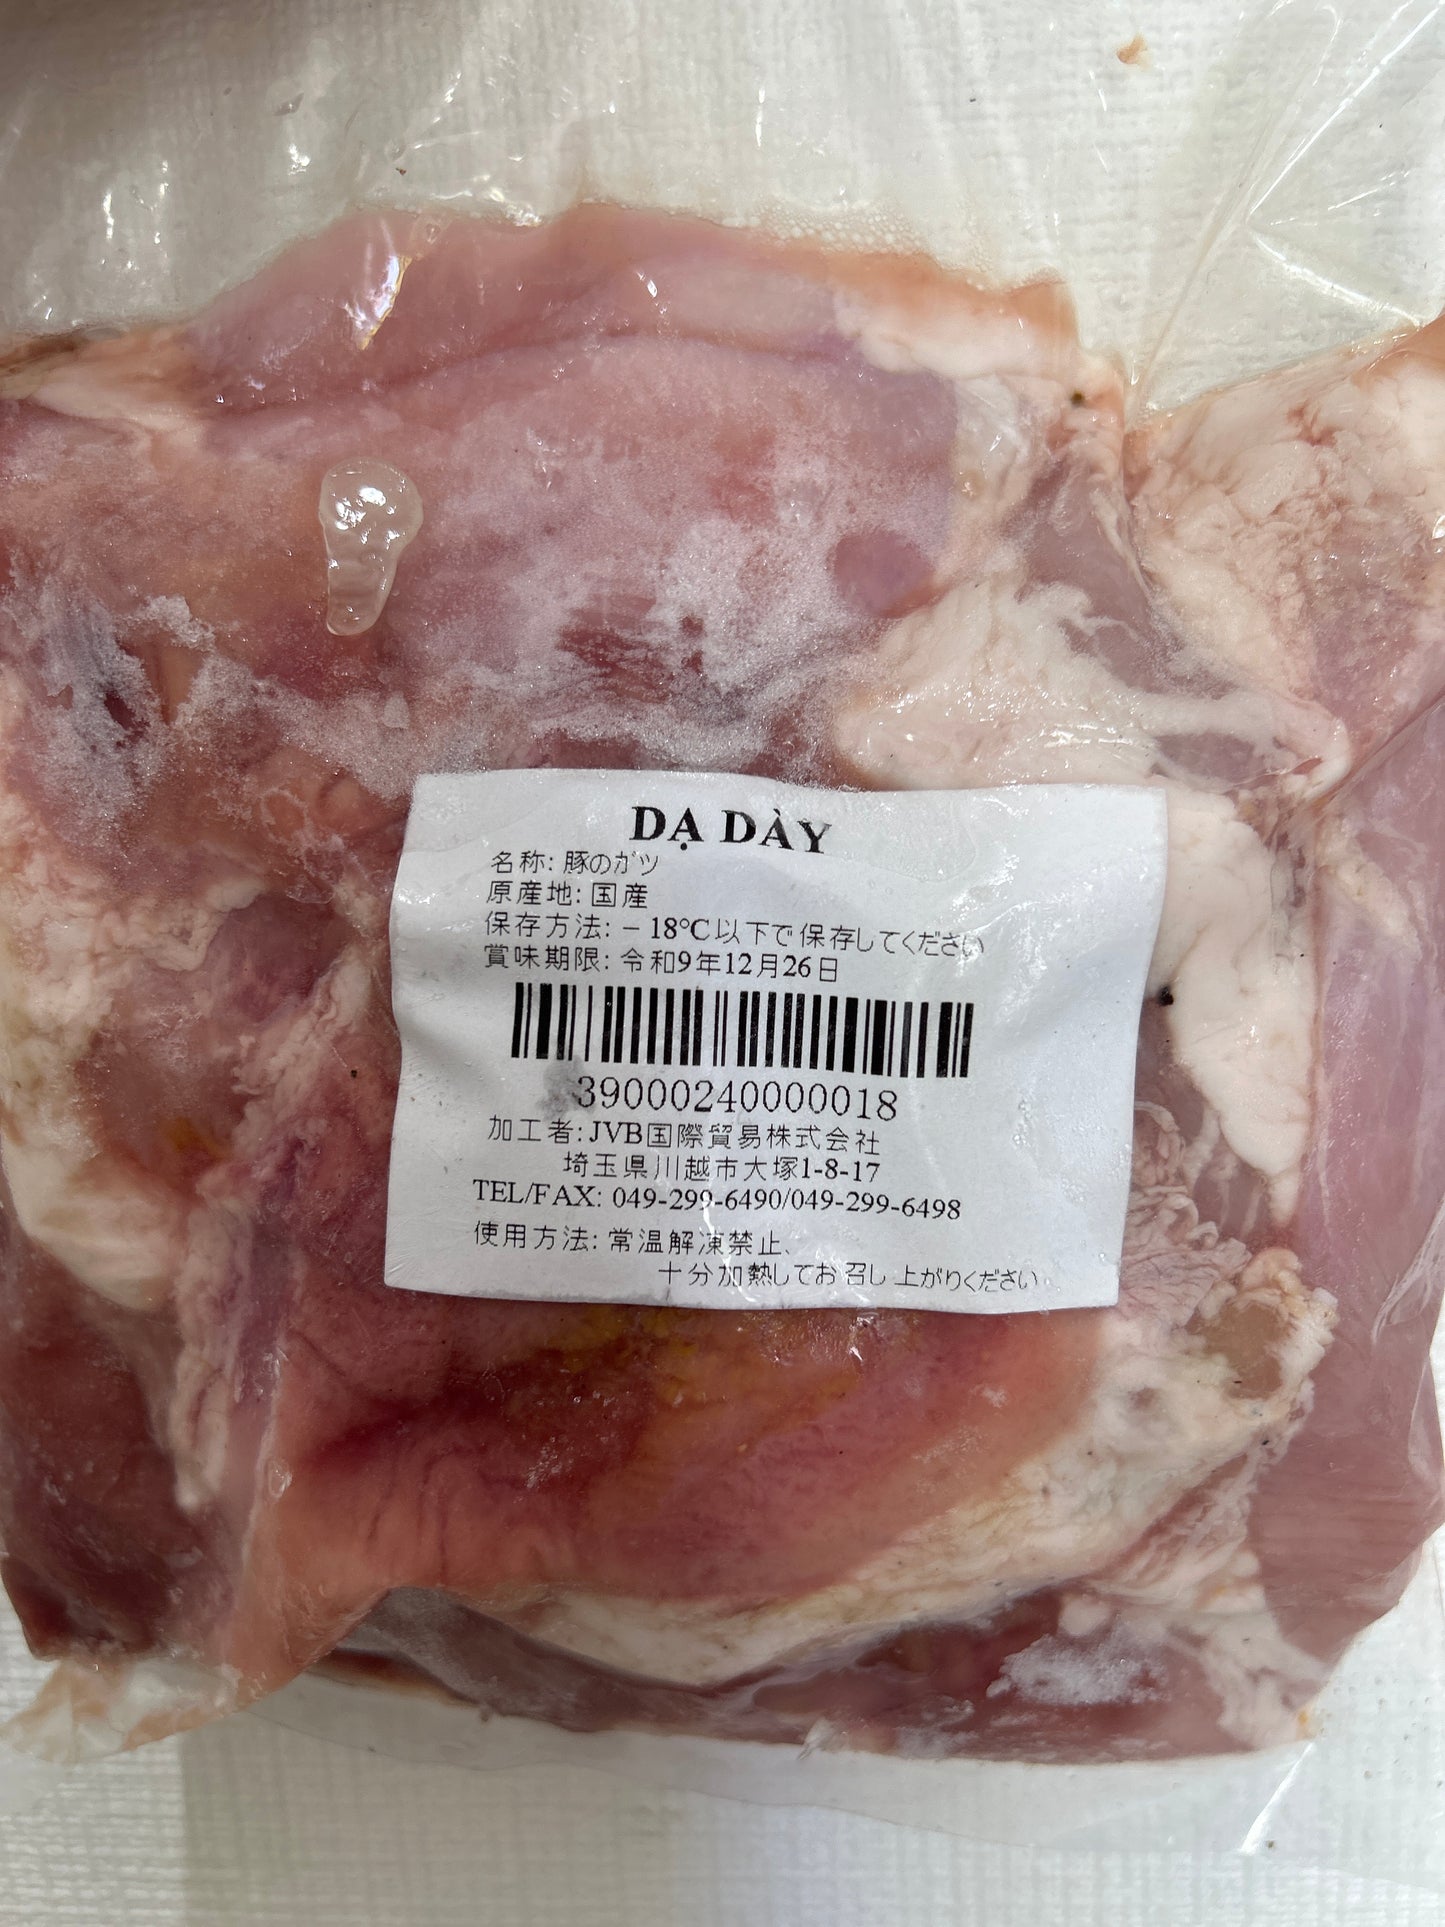 DẠ DÀY
名称: 豚のガツ
原産地: 国産
保存方法: －18℃以下で保存してください
賞味期限: 令和9年12月26日
39000240000018
加工者: JVB国際貿易株式会社
埼玉県川越市大塚1-8-17
TEL/FAX: 049-299-6490/049-299-6498
使用方法: 常温解凍禁止、
十分加熱してお召し上がりください